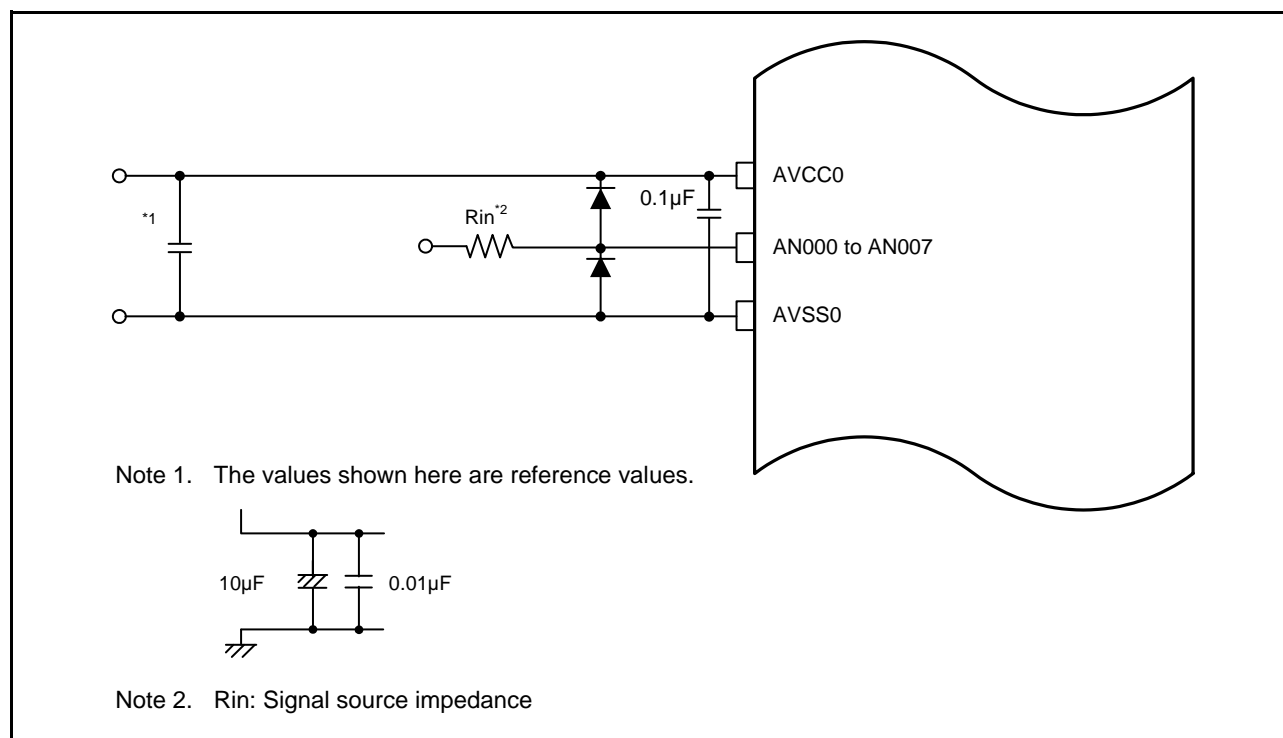 AVCC0
0.1µF
*1
Rin*2
AN000 to AN007
AVSS0
Note 1. The values shown here are reference values.
10µF
0.01µF
Note 2. Rin: Signal source impedance